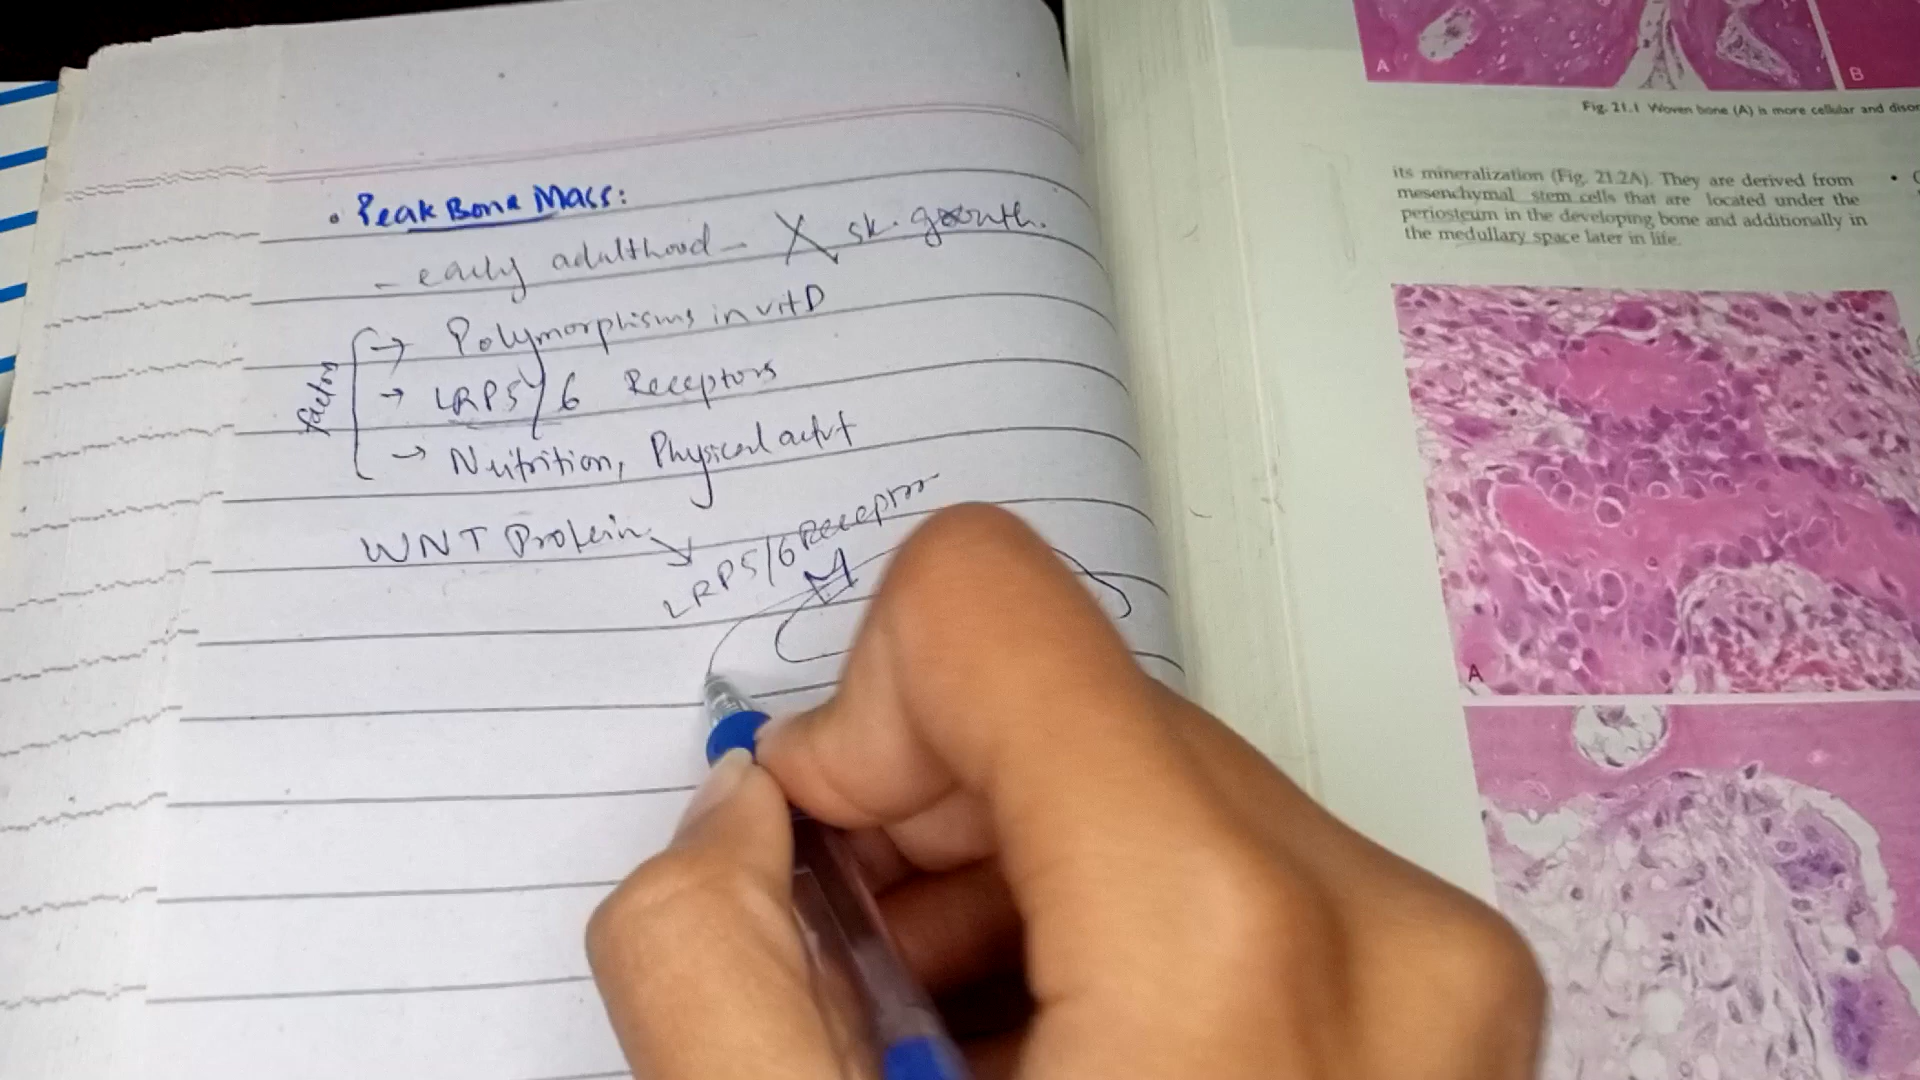 • Peak Bone Mass:
- early adulthood - X sk. growth.
factors
→ Polymorphisms in vit D
→ LRP5/6 Receptors
→ Nutrition, Physical actvt
WNT Protein
LRP5/6 Receptor
A
B
Fig. 21.1 Woven bone (A) is more cellular and disor
its mineralization (Fig. 21.2A). They are derived from
mesenchymal stem cells that are located under the
periosteum in the developing bone and additionally in
the medullary space later in life.
•
A